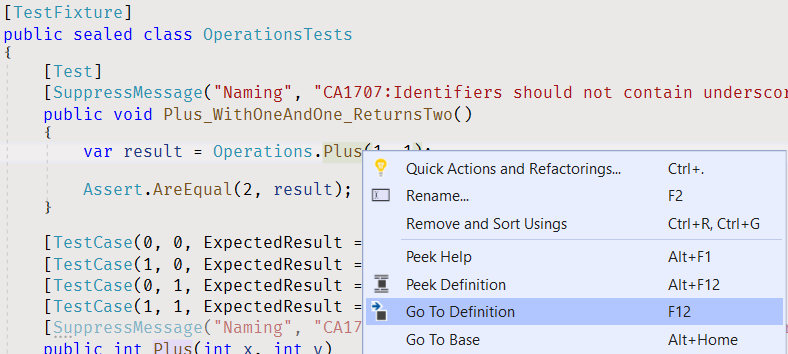 [TestFixture]
public sealed class OperationsTests
{
[Test]
[SuppressMessage("Naming", "CA1707:Identifiers should not contain underscor
public void Plus_WithOneAndOne_ReturnsTwo()
{
var result = Operations.Plus(1, 1);
Quick Actions and Refactorings... Ctrl+.
Assert.AreEqual(2, result);
Rename... F2
}
Remove and Sort Usings Ctrl+R, Ctrl+G
[TestCase(0, 0, ExpectedResult =
Peek Help Alt+F1
[TestCase(1, 0, ExpectedResult =
[TestCase(0, 1, ExpectedResult =
Peek Definition Alt+F12
[TestCase(1, 1, ExpectedResult =
Go To Definition F12
[SuppressMessage("Naming", "CA17
Go To Base Alt+Home
public int Plus(int x, int y)